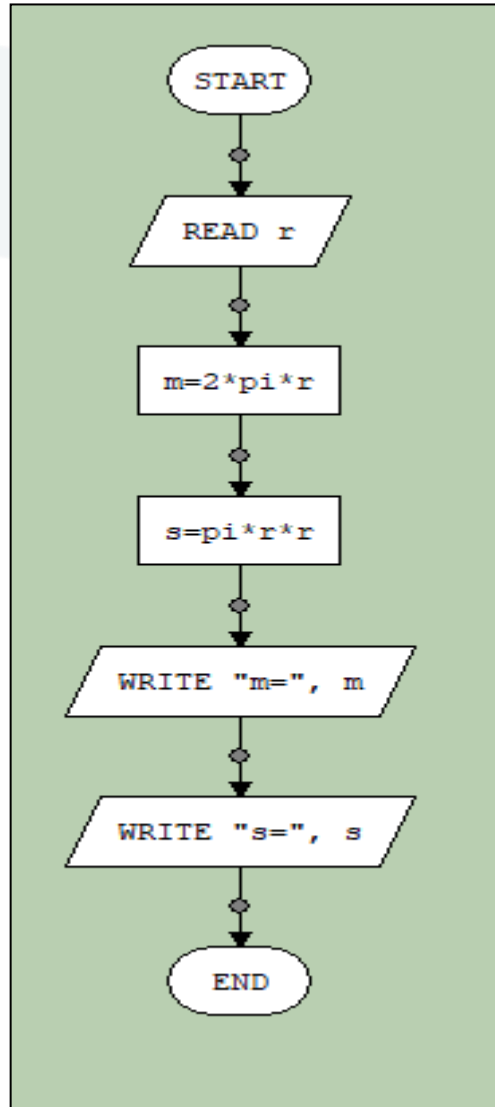 START
READ r
m=2*pi*r
s=pi*r*r
WRITE "m=", m
WRITE "s=", s
END